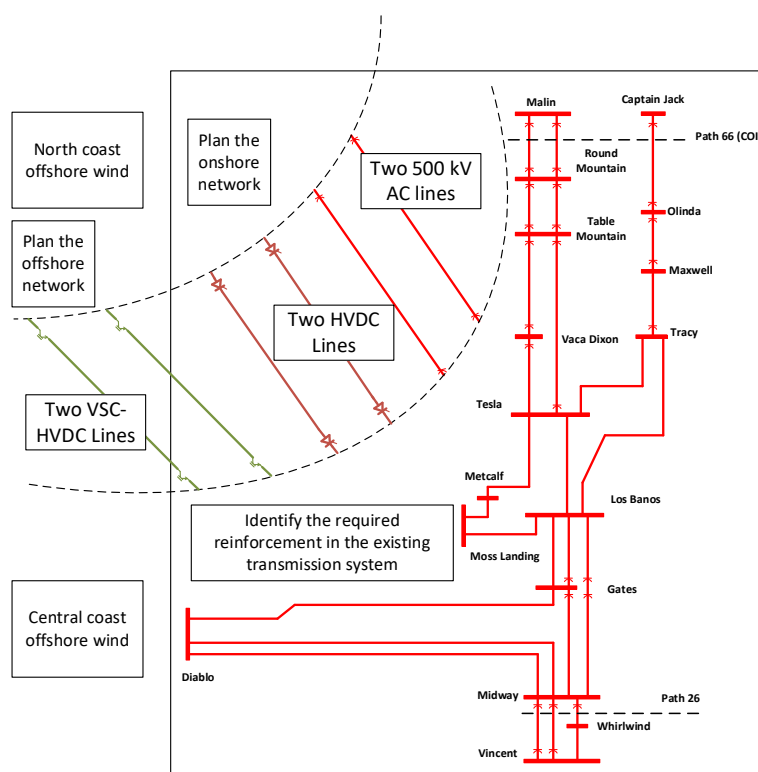 North coast
offshore wind
Plan the
onshore
network
Plan the
offshore
network
Two 500 kV
AC lines
Two HVDC
Lines
Two VSC-
HVDC Lines
Malin
Captain Jack
Path 66 (COI
Round
Mountain
Table
Mountain
Olinda
Maxwell
Vaca Dixon
Tracy
Tesla
Metcalf
Los Banos
Moss Landing
Identify the required
reinforcement in the existing
transmission system
Gates
Central coast
offshore wind
Diablo
Midway
Path 26
Whirlwind
Vincent